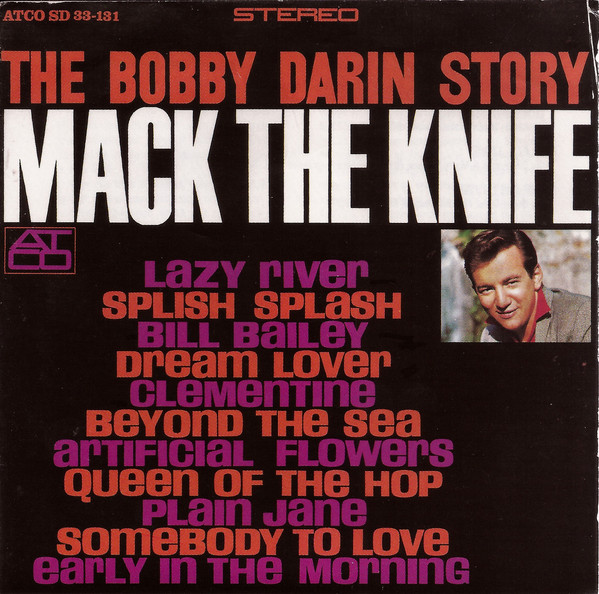 ATCO SD 33-131
STEREO
THE BOBBY DARIN STORY
MACK THE KNIFE
ATCO
Lazy river
SPLISH SPLASH
BILL Bailey
Dream Lover
Clementine
Beyond THE Sea
artificial Flowers
Queen of the HOP
Plain Jane
Somebody to Love
early in the Morning